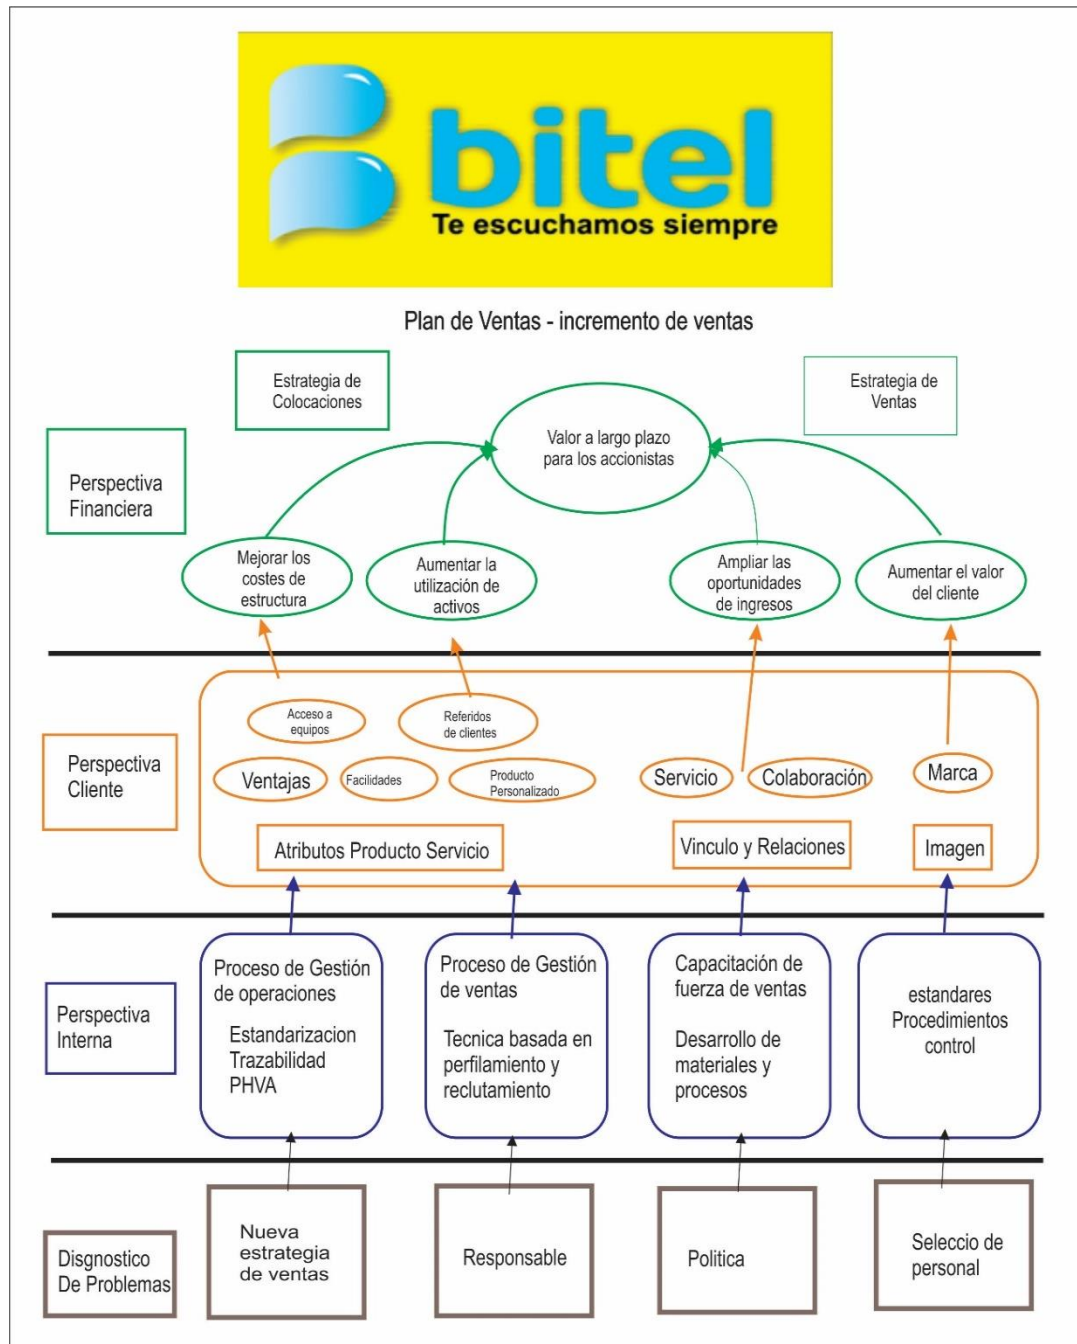 bitel
Te escuchamos siempre
Plan de Ventas - incremento de ventas
Estrategia de
Colocaciones
Estrategia de
Ventas
Valor a largo plazo
para los accionistas
Perspectiva
Financiera
Mejorar los
costes de
estructura
Aumentar la
utilización de
activos
Ampliar las
oportunidades
de ingresos
Aumentar el valor
del cliente
Perspectiva
Cliente
Acceso a
equipos
Referidos
de clientes
Ventajas
Facilidades
Producto
Personalizado
Servicio
Colaboración
Marca
Atributos Producto Servicio
Vinculo y Relaciones
Imagen
Perspectiva
Interna
Proceso de Gestión
de operaciones
Estandarizacion
Trazabilidad
PHVA
Proceso de Gestión
de ventas
Tecnica basada en
perfilamiento y
reclutamiento
Capacitación de
fuerza de ventas
Desarrollo de
materiales y
procesos
estandares
Procedimientos
control
Disgnostico
De Problemas
Nueva
estrategia
de ventas
Responsable
Politica
Seleccio de
personal